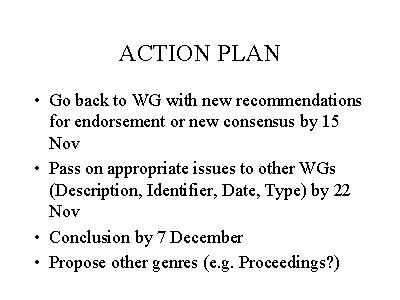 ACTION PLAN
• Go back to WG with new recommendations
for endorsement or new consensus by 15
Nov
• Pass on appropriate issues to other WGs
(Description, Identifier, Date, Type) by 22
Nov
• Conclusion by 7 December
• Propose other genres (e.g. Proceedings?)